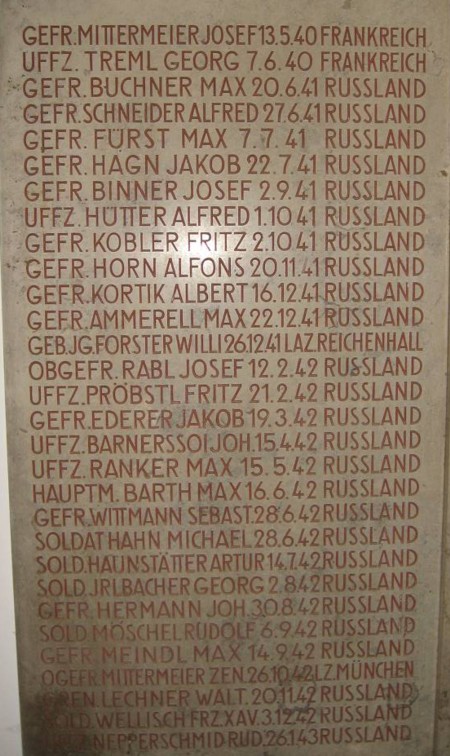 GEFR. MITTERMEIER JOSEF 13.5.40 FRANKREICH
UFFZ. TREML GEORG 7.6.40 FRANKREICH
GEFR. BUCHNER MAX 20.6.41 RUSSLAND
GEFR. SCHNEIDER ALFRED 27.6.41 RUSSLAND
GEFR. FÜRST MAX 7.7.41 RUSSLAND
GEFR. HAGN JAKOB 22.7.41 RUSSLAND
GEFR. BINNER JOSEF 2.9.41 RUSSLAND
UFFZ. HÜTTER ALFRED 1.10.41 RUSSLAND
GEFR. KOBLER FRITZ 2.10.41 RUSSLAND
GEFR. HORN ALFONS 20.11.41 RUSSLAND
GEFR. KORTIK ALBERT 16.12.41 RUSSLAND
GEFR. AMMERELL MAX 22.12.41 RUSSLAND
GEB.JG. FORSTER WILLI 26.12.41 LAZ. REICHENHALL
OBGEFR. RABL JOSEF 12.2.42 RUSSLAND
UFFZ. PRÖBSTL FRITZ 21.2.42 RUSSLAND
GEFR. EDERER JAKOB 19.3.42 RUSSLAND
UFFZ. BARNERSSOI JOH. 15.4.42 RUSSLAND
UFFZ. RANKER MAX 15.5.42 RUSSLAND
HAUPTM. BARTH MAX 16.6.42 RUSSLAND
GEFR. WITTMANN SEBAST. 28.6.42 RUSSLAND
SOLDAT HAHN MICHAEL 28.6.42 RUSSLAND
SOLD. HAUNSTÄTTER ARTUR 14.7.42 RUSSLAND
SOLD. JRLBACHER GEORG 2.8.42 RUSSLAND
GEFR. HERMANN JOH. 30.8.42 RUSSLAND
SOLD. MÖSCHEL RUDOLF 6.9.42 RUSSLAND
GEFR. MEINDL MAX 14.9.42 RUSSLAND
OGEFR. MITTERMEIER ZEN. 26.10.42 LZ. MÜNCHEN
GREN. LECHNER WALT. 20.11.42 RUSSLAND
SOLD. WELLISCH FRZ. XAV. 3.12.42 RUSSLAND
NEPPERSCHMID RUD. 26.1.43 RUSSLAND